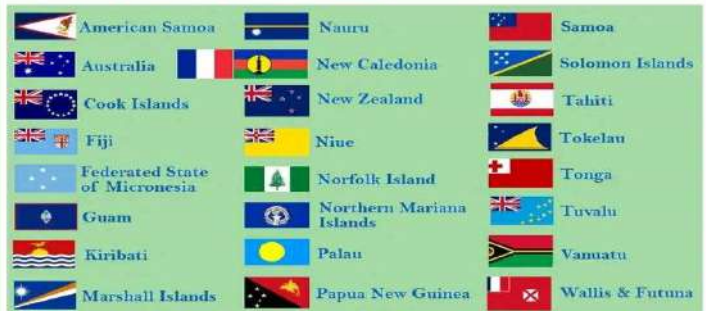 American Samoa
Australia
Cook Islands
Fiji
Federated State
of Micronesia
Guam
Kiribati
Marshall Islands
Nauru
New Caledonia
New Zealand
Niue
Norfolk Island
Northern Mariana
Islands
Palau
Papua New Guinea
Samoa
Solomon Islands
Tahiti
Tokelau
Tonga
Tuvalu
Vanuatu
Wallis & Futuna